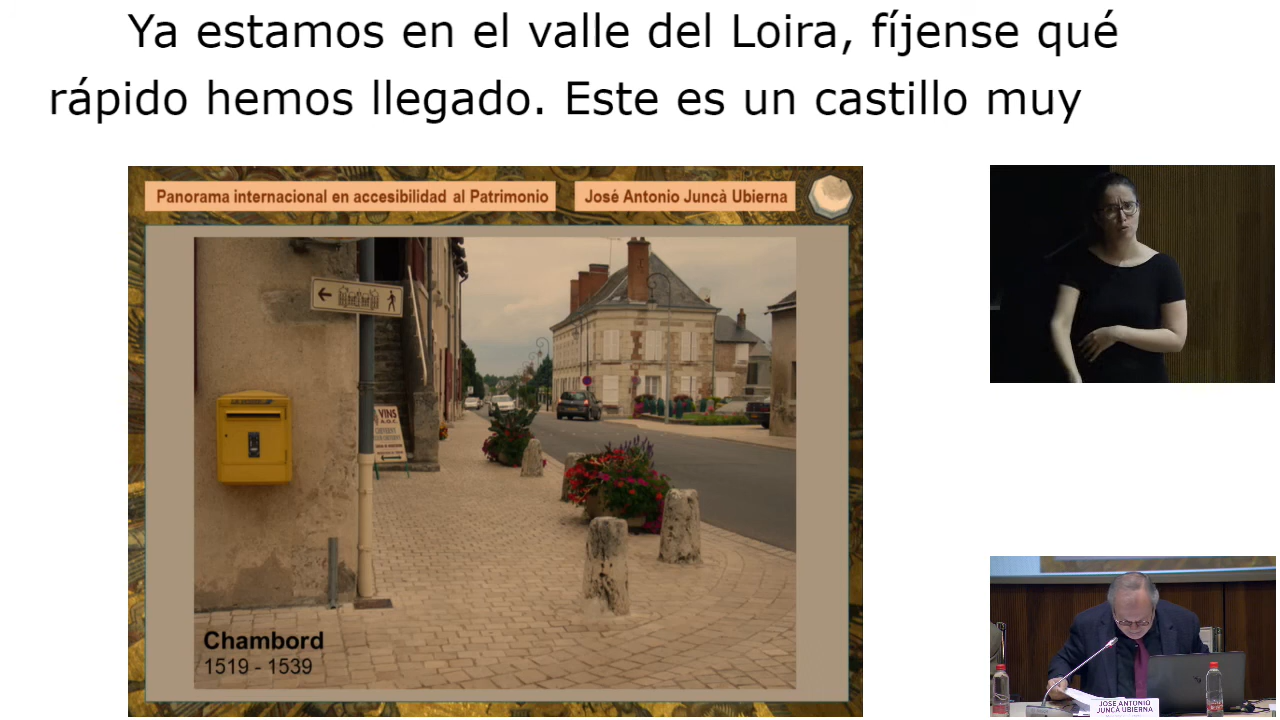 Ya estamos en el valle del Loira, fíjense qué
rápido hemos llegado. Este es un castillo muy
Panorama internacional en accesibilidad al Patrimonio
José Antonio Juncà Ubierna
VINS
A.O.C.
Chambord
1519 - 1539
JOSE ANTONIO
JUNCÀ UBIERNA